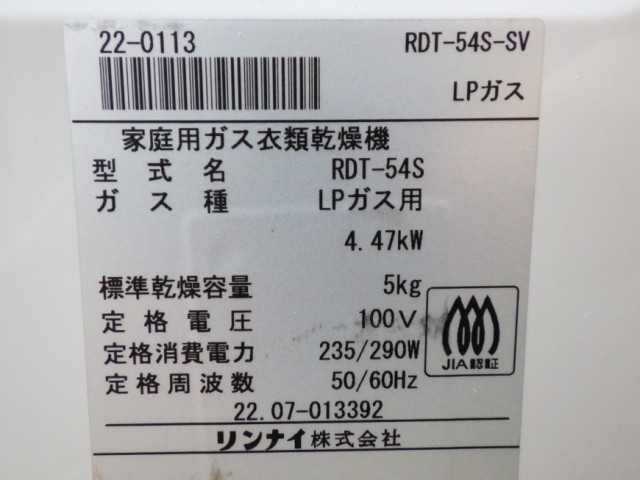 22-0113 RDT-54S-SV
LPガス
家庭用ガス衣類乾燥機
型式名 RDT-54S
ガス種 LPガス用
4.47kW
標準乾燥容量 5kg
定格電圧 100V
定格消費電力 235/290W
定格周波数 50/60Hz
JIA認証
22.07-013392
リンナイ株式会社